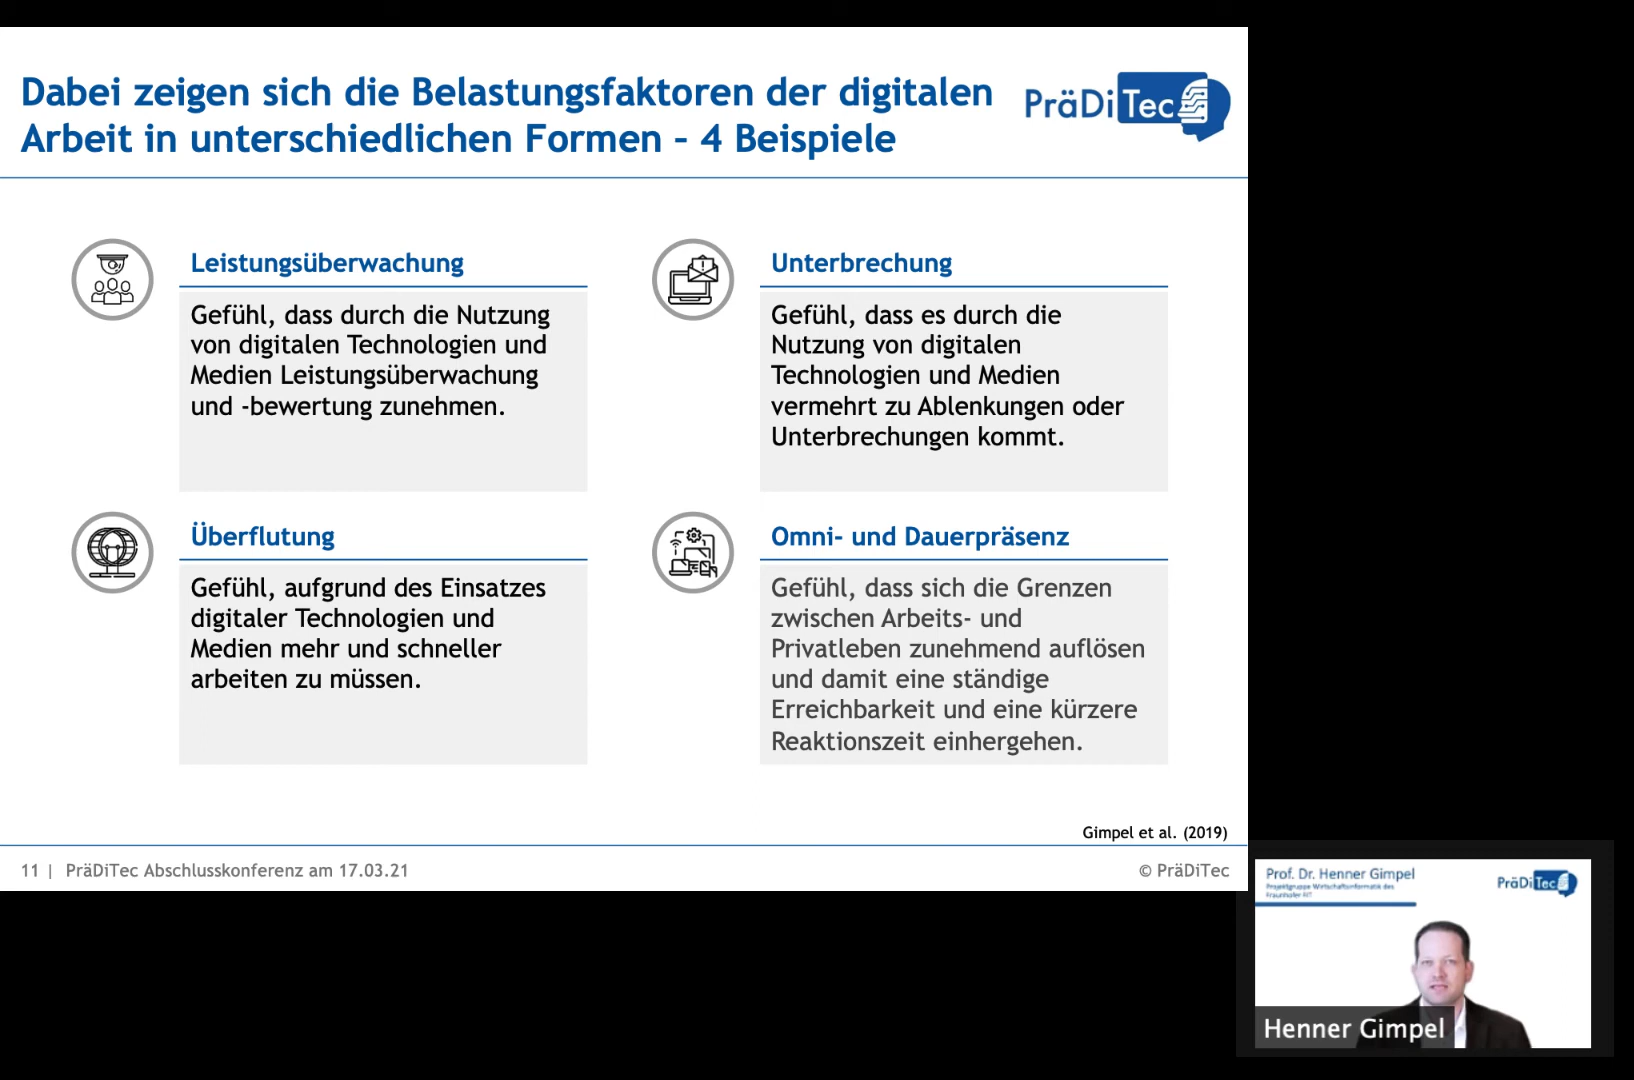 Dabei zeigen sich die Belastungsfaktoren der digitalen
Arbeit in unterschiedlichen Formen – 4 Beispiele
PräDiTec
Leistungsüberwachung
Gefühl, dass durch die Nutzung
von digitalen Technologien und
Medien Leistungsüberwachung
und -bewertung zunehmen.
Unterbrechung
Gefühl, dass es durch die
Nutzung von digitalen
Technologien und Medien
vermehrt zu Ablenkungen oder
Unterbrechungen kommt.
Überflutung
Gefühl, aufgrund des Einsatzes
digitaler Technologien und
Medien mehr und schneller
arbeiten zu müssen.
Omni- und Dauerpräsenz
Gefühl, dass sich die Grenzen
zwischen Arbeits- und
Privatleben zunehmend auflösen
und damit eine ständige
Erreichbarkeit und eine kürzere
Reaktionszeit einhergehen.
Gimpel et al. (2019)
11 | PräDiTec Abschlusskonferenz am 17.03.21
© PräDiTec
Prof. Dr. Henner Gimpel
Projektgruppe Wirtschaftsinformatik des
Fraunhofer FIT
PräDiTec
Henner Gimpel